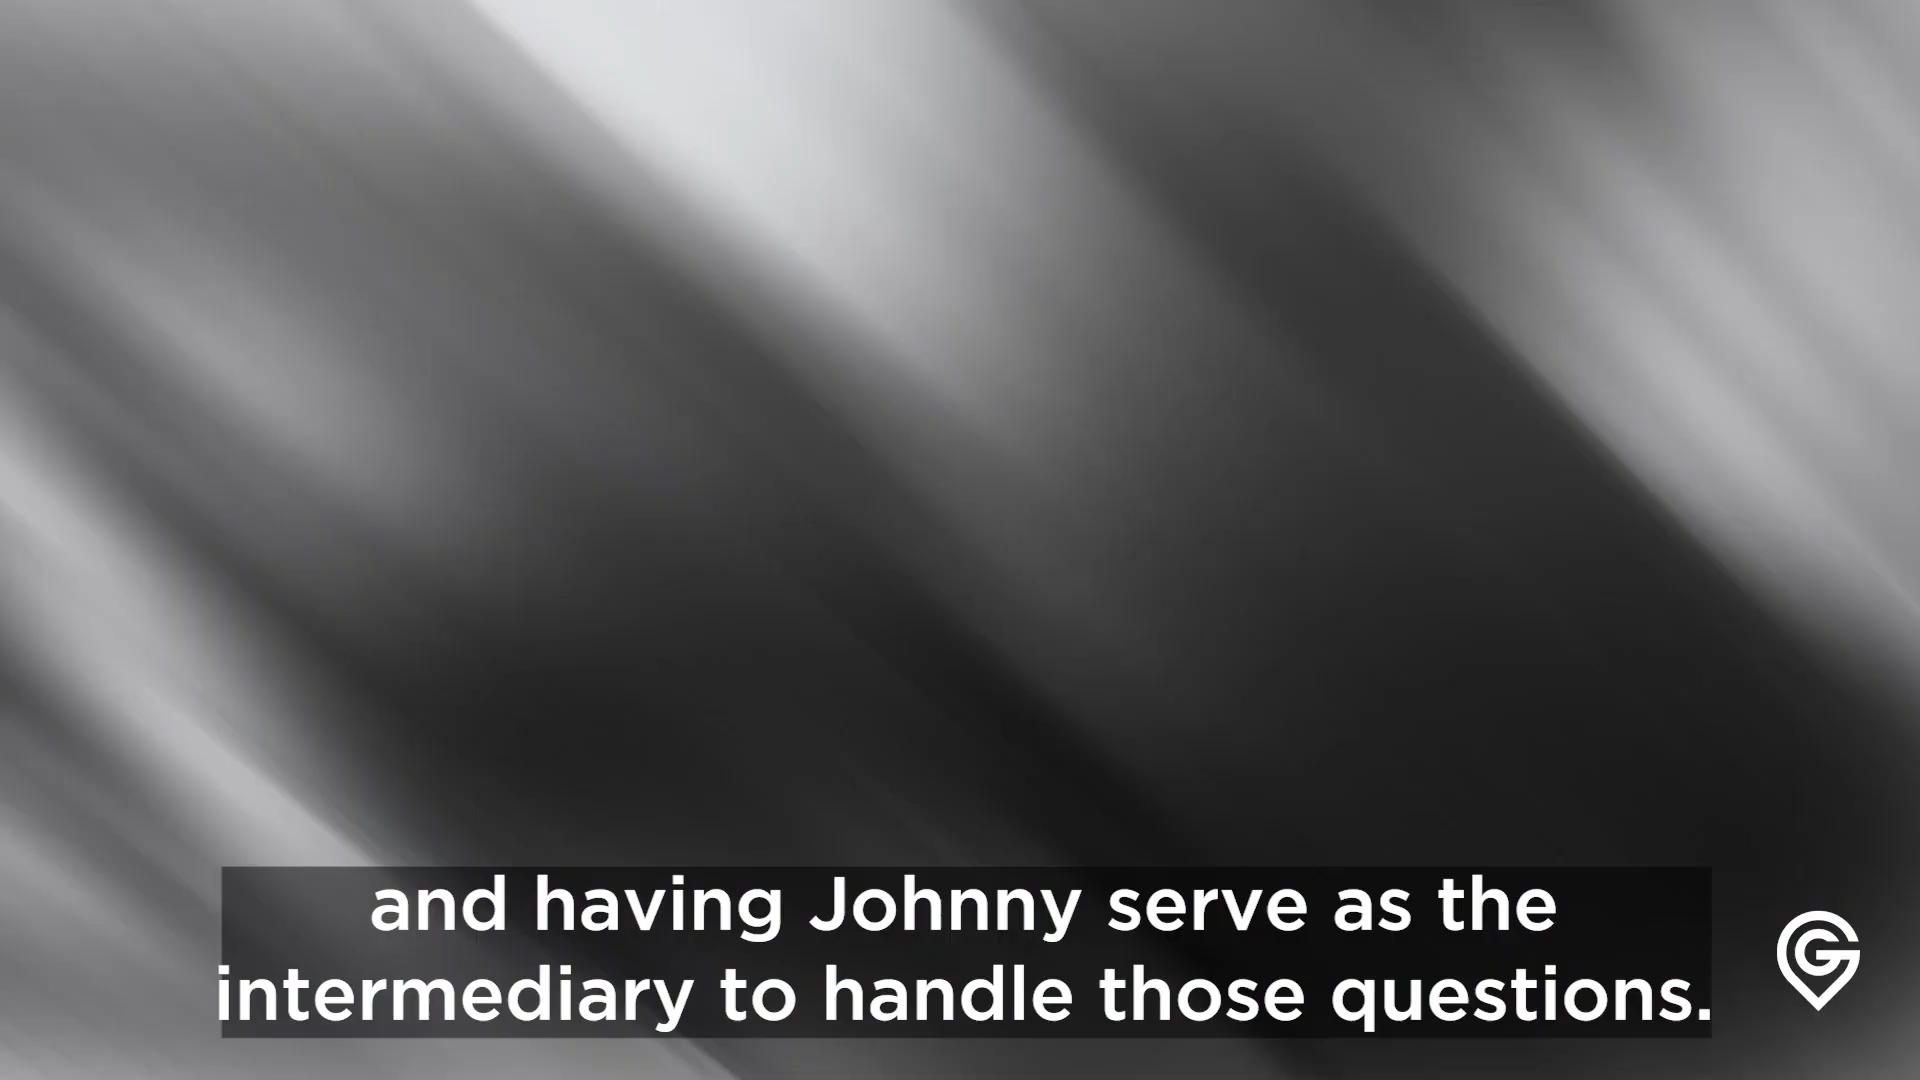 and having Johnny serve as the
intermediary to handle those questions.
G